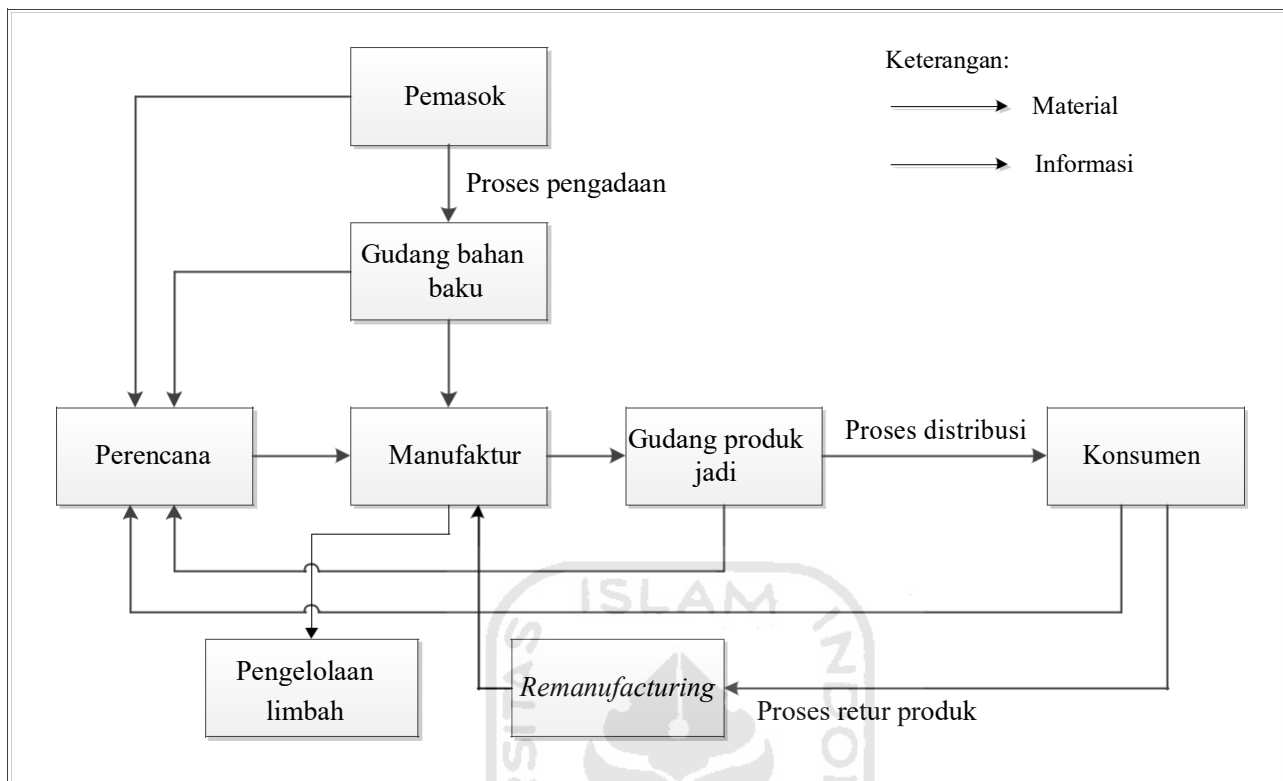 Pemasok
Keterangan:
Material
Informasi
Proses pengadaan
Gudang bahan
baku
Perencana
Manufaktur
Gudang produk
jadi
Proses distribusi
Konsumen
Pengelolaan
limbah
Remanufacturing
Proses retur produk
ISLAM